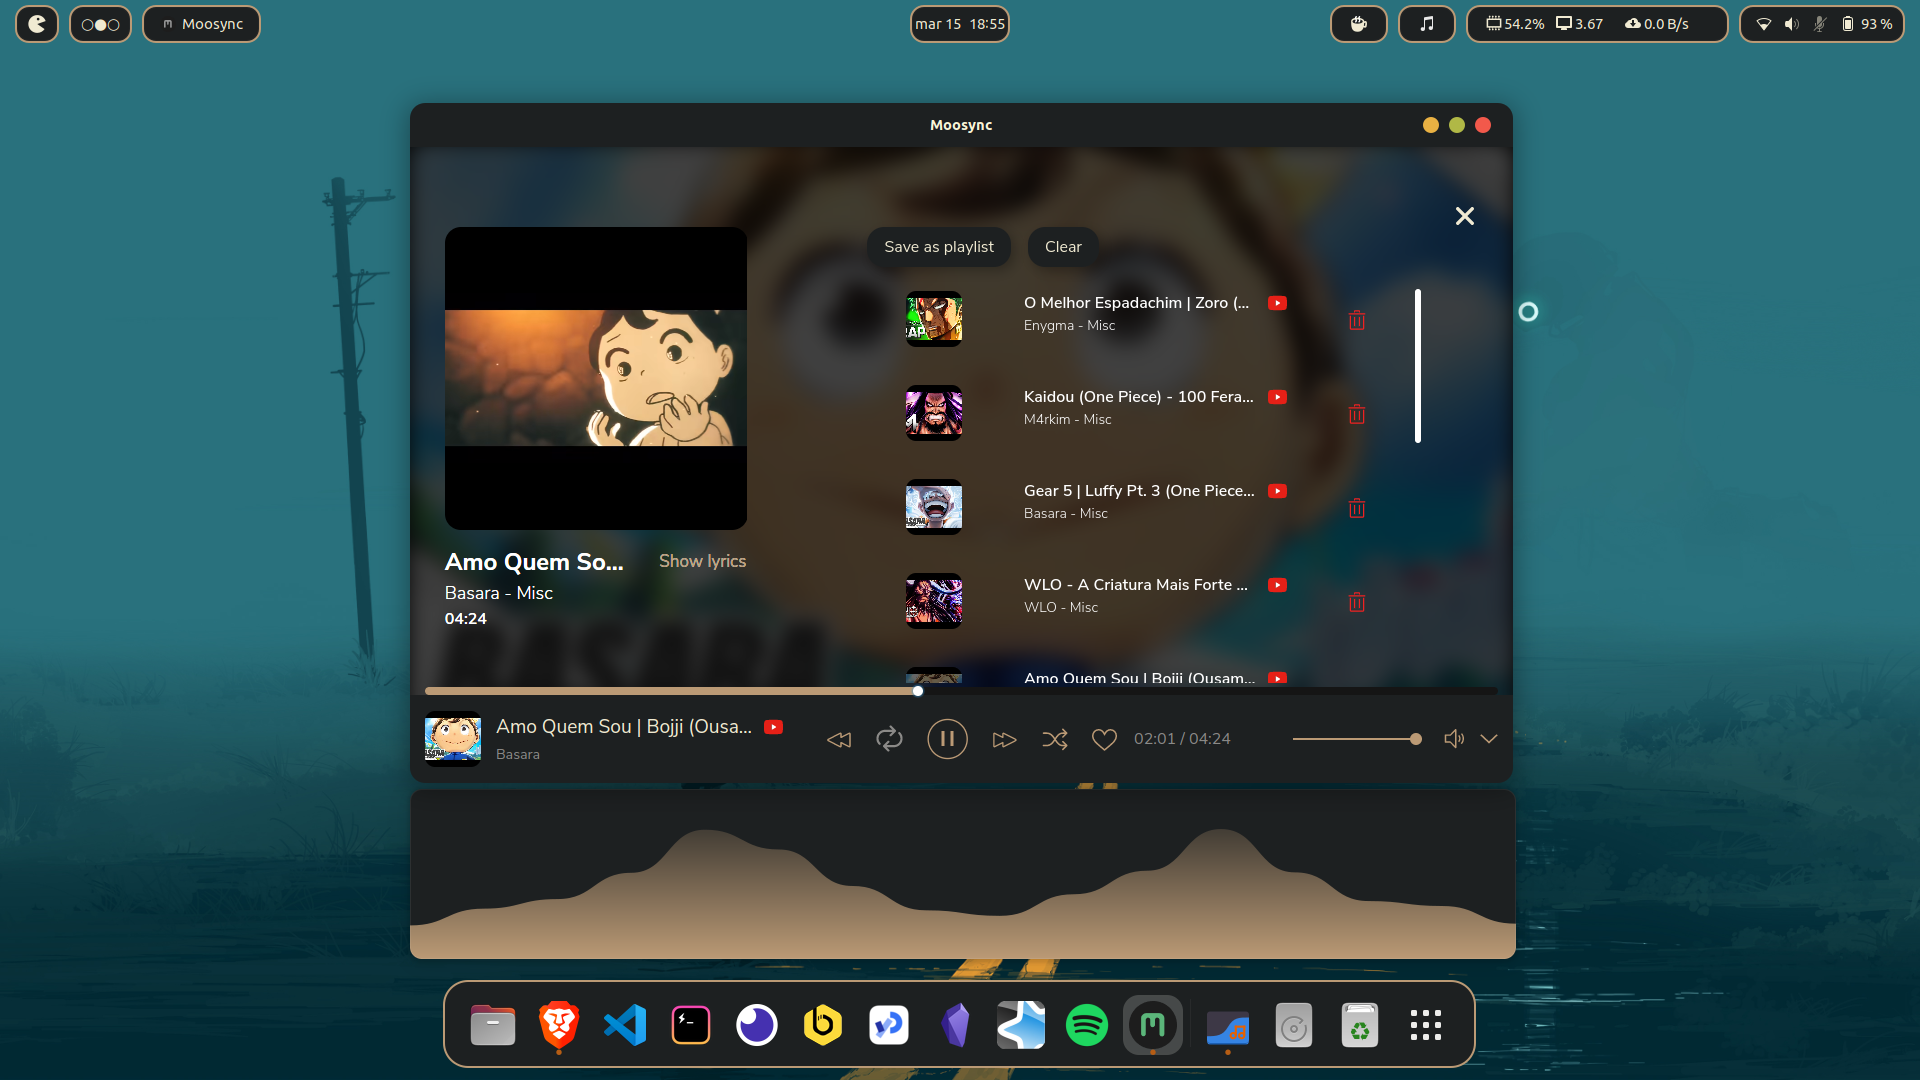 Moosync
mar 15 18:55
54.2%
3.67
0.0 B/s
93 %
Moosync
Save as playlist
Clear
O Melhor Espadachim | Zoro (...
Enygma - Misc
Kaidou (One Piece) - 100 Fera...
M4rkim - Misc
Gear 5 | Luffy Pt. 3 (One Piece...
Basara - Misc
WLO - A Criatura Mais Forte ...
WLO - Misc
Amo Quem Sou | Bojji (Ousam...
Amo Quem So...
Show lyrics
Basara - Misc
04:24
BASARA
Amo Quem Sou | Bojji (Ousa...
Basara
02:01 / 04:24